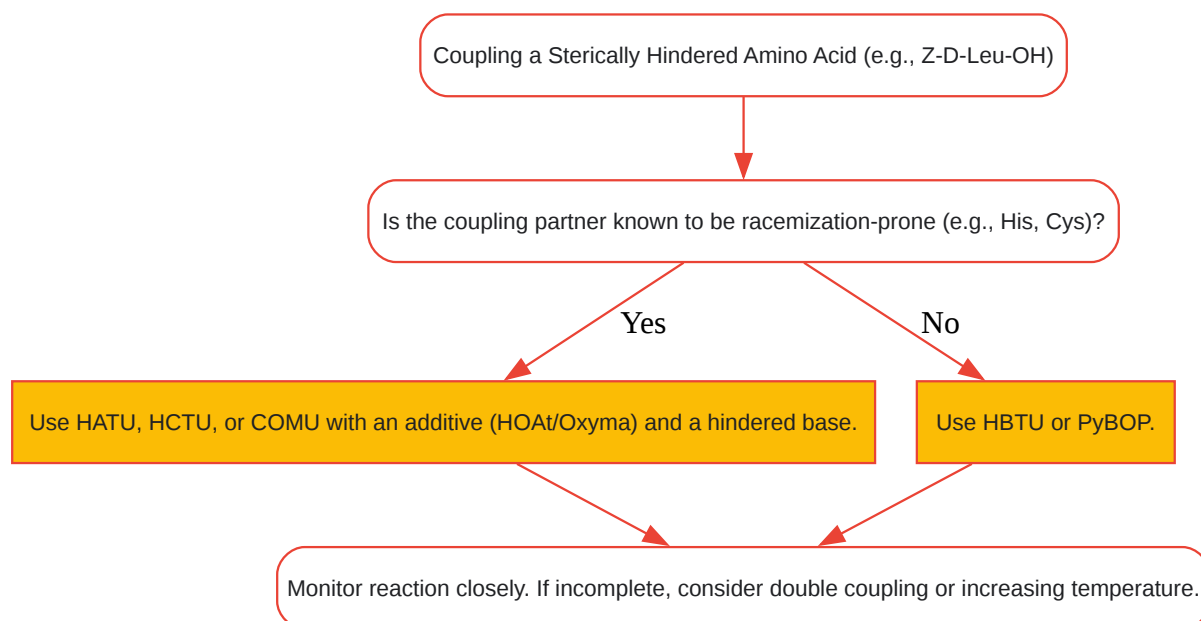 Coupling a Sterically Hindered Amino Acid (e.g., Z-D-Leu-OH)
Is the coupling partner known to be racemization-prone (e.g., His, Cys)?
Yes
No
Use HATU, HCTU, or COMU with an additive (HOAt/Oxyma) and a hindered base.
Use HBTU or PyBOP.
Monitor reaction closely. If incomplete, consider double coupling or increasing temperature.